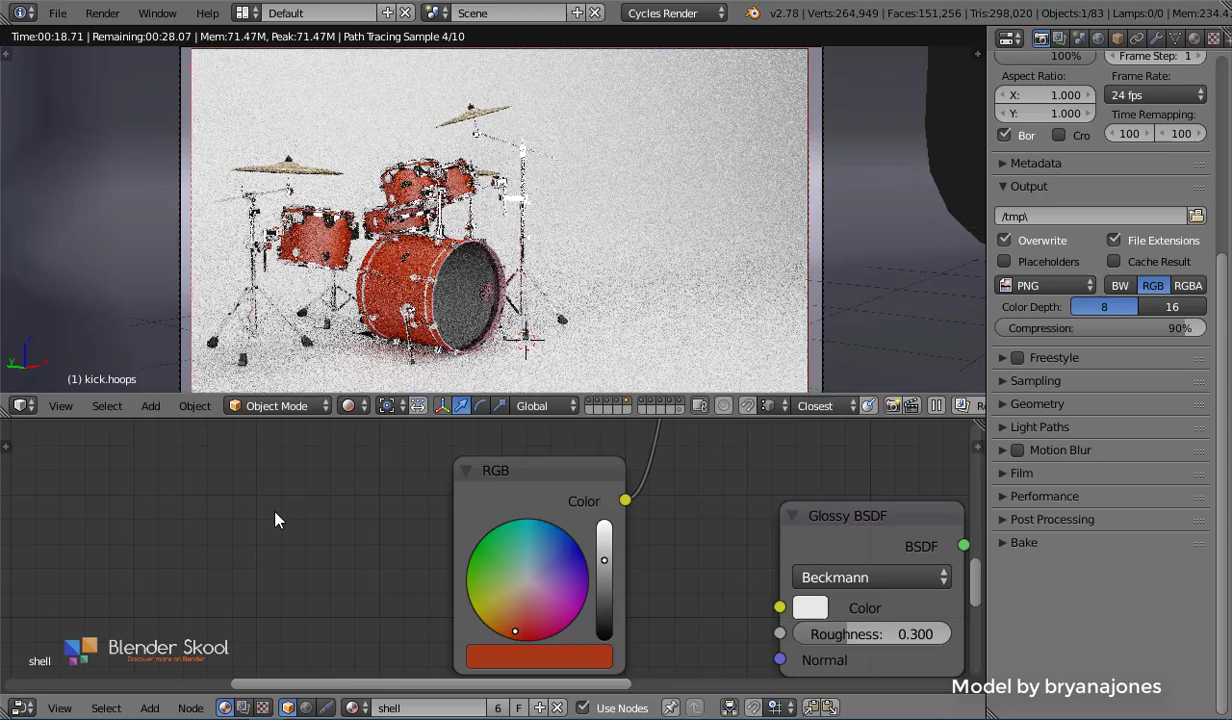 File Render Window Help Default Scene Cycles Render v2.78 | Verts:264,949 | Faces:151,256 | Tris:298,020 | Objects:1/83 | Lamps:0/0 | Mem:234.4
Time:00:18.71 | Remaining:00:28.07 | Mem:71.47M, Peak:71.47M | Path Tracing Sample 4/10
100% Frame Step: 1
Aspect Ratio: Frame Rate:
X: 1.000 24 fps
Y: 1.000 Time Remapping:
Bor Cro 100 100
Metadata
Output
/tmp\
Overwrite File Extensions
Placeholders Cache Result
PNG BW RGB RGBA
Color Depth: 8 16
Compression: 90%
Freestyle
Sampling
Geometry
Light Paths
Motion Blur
Film
Performance
Post Processing
Bake
z
y x
(1) kick.hoops
View Select Add Object Object Mode Global Closest Re
RGB
Color
Glossy BSDF
BSDF
Beckmann
Color
Roughness: 0.300
Normal
Blender Skool
Discover more on Blender
shell
Model by bryanajones
View Select Add Node shell 6 F Use Nodes